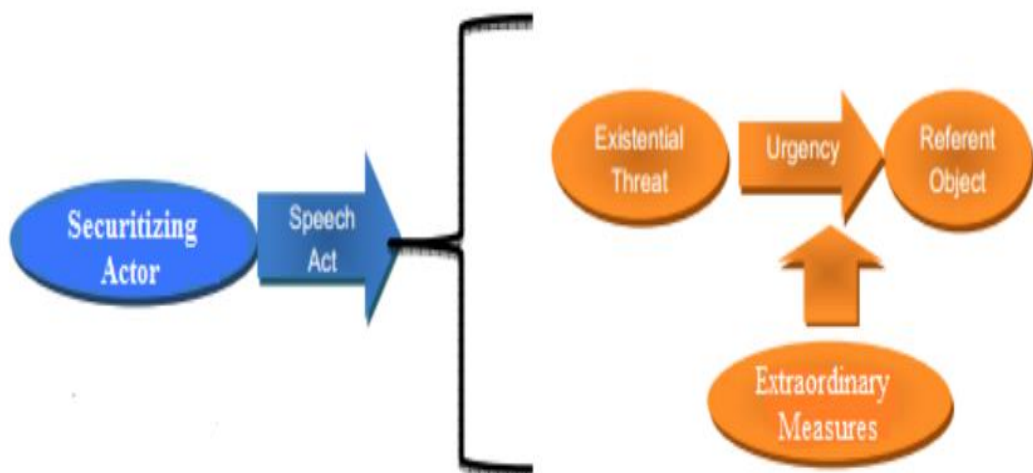 Securitizing
Actor
Speech
Act
Existential
Threat
Urgency
Referent
Object
Extraordinary
Measures